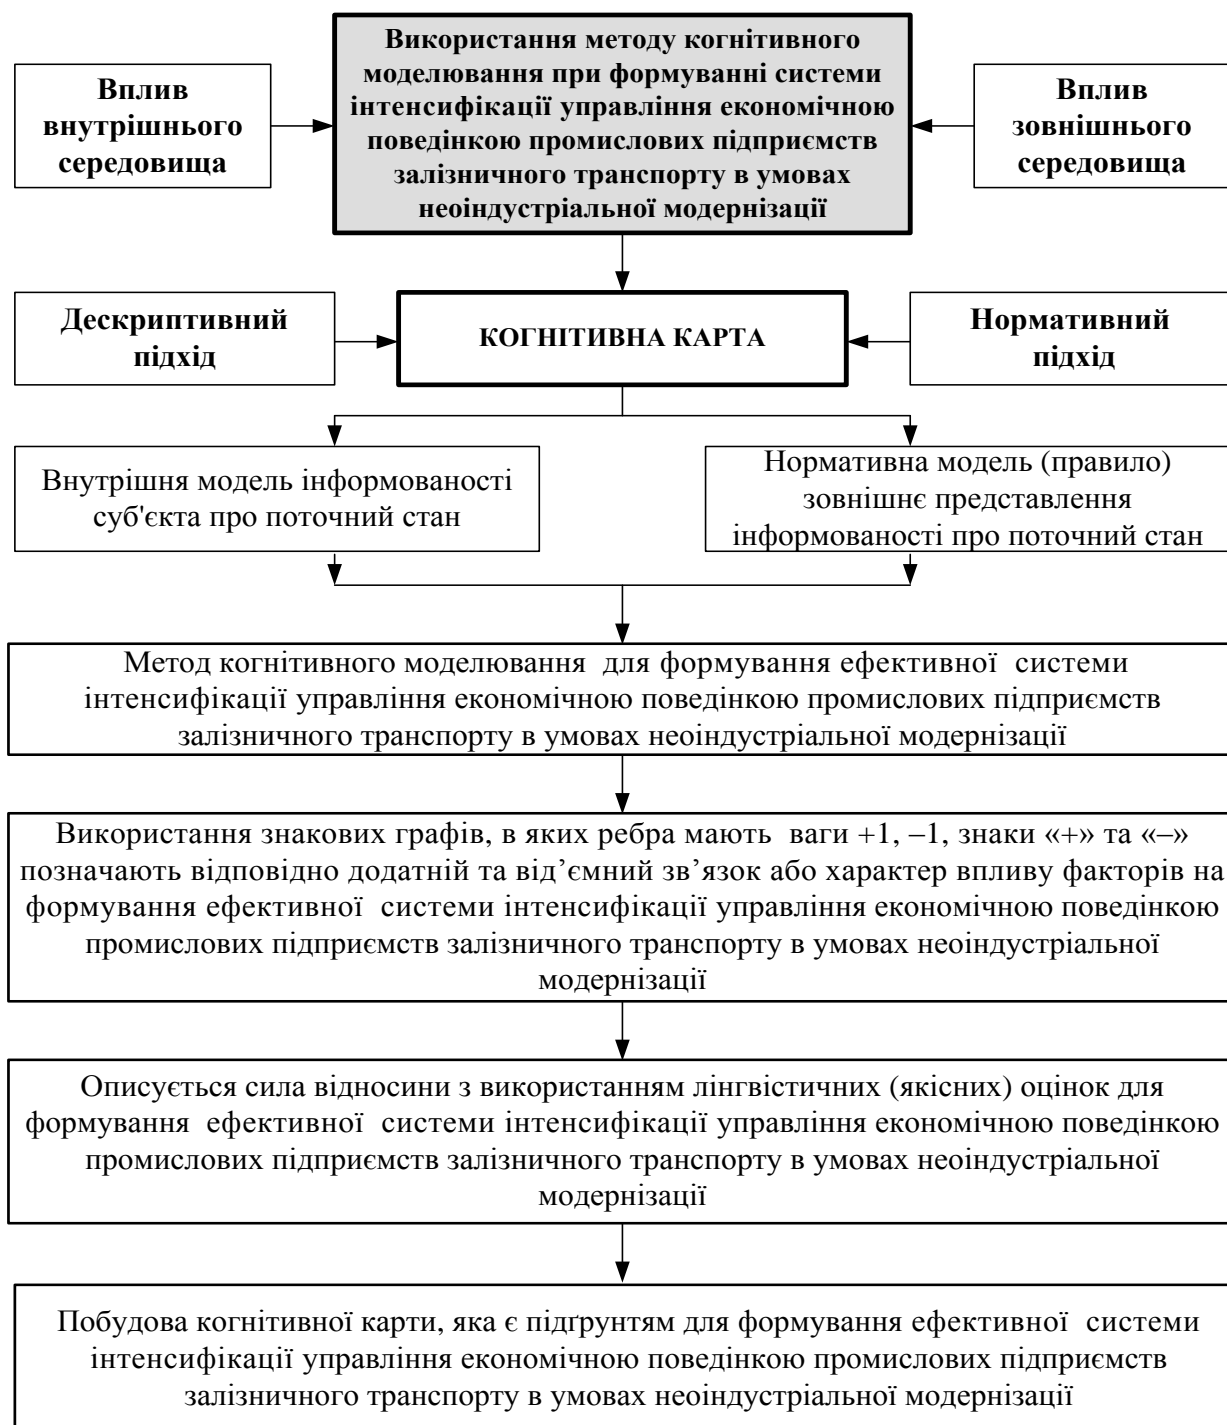 Використання методу когнітивного
моделювання при формуванні системи
інтенсифікації управління економічною
поведінкою промислових підприємств
залізничного транспорту в умовах
неоіндустріальної модернізації
Вплив
внутрішнього
середовища
Вплив
зовнішнього
середовища
Дескриптивний
підхід
КОГНІТИВНА КАРТА
Нормативний
підхід
Внутрішня модель інформованості
суб'єкта про поточний стан
Нормативна модель (правило)
зовнішнє представлення
інформованості про поточний стан
Метод когнітивного моделювання для формування ефективної системи
інтенсифікації управління економічною поведінкою промислових підприємств
залізничного транспорту в умовах неоіндустріальної модернізації
Використання знакових графів, в яких ребра мають ваги +1, –1, знаки «+» та «–»
позначають відповідно додатній та від’ємний зв’язок або характер впливу факторів на
формування ефективної системи інтенсифікації управління економічною поведінкою
промислових підприємств залізничного транспорту в умовах неоіндустріальної
модернізації
Описується сила відносини з використанням лінгвістичних (якісних) оцінок для
формування ефективної системи інтенсифікації управління економічною поведінкою
промислових підприємств залізничного транспорту в умовах неоіндустріальної
модернізації
Побудова когнітивної карти, яка є підґрунтям для формування ефективної системи
інтенсифікації управління економічною поведінкою промислових підприємств
залізничного транспорту в умовах неоіндустріальної модернізації